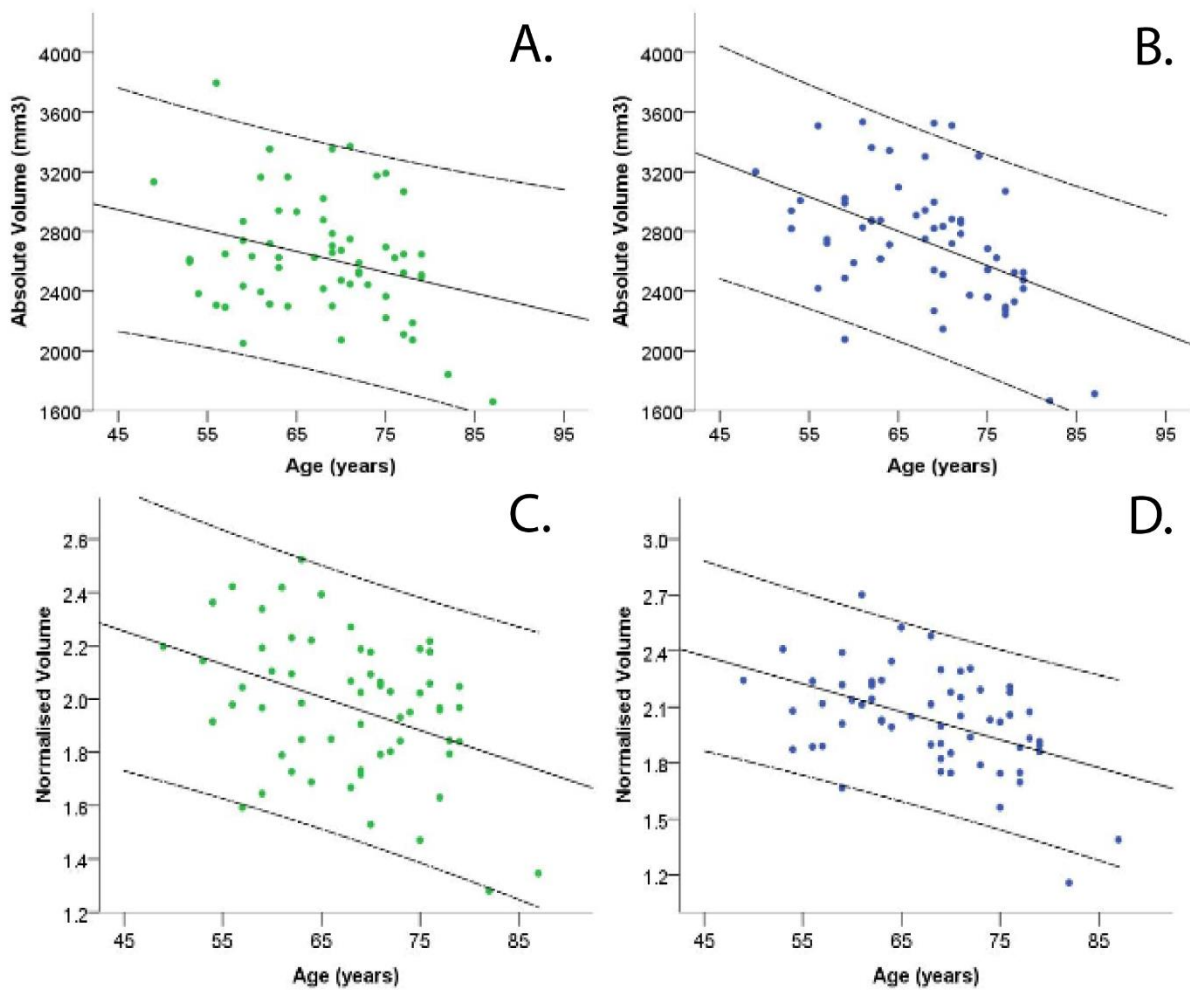 A.
Absolute Volume (mm3)
4000
3600
3200
2800
2400
2000
1600
45 55 65 75 85 95
Age (years)
B.
Absolute Volume (mm3)
4000
3600
3200
2800
2400
2000
1600
45 55 65 75 85 95
Age (years)
C.
Normalised Volume
2.6
2.4
2.2
2.0
1.8
1.6
1.4
1.2
45 55 65 75 85
Age (years)
D.
Normalised Volume
3.0
2.7
2.4
2.1
1.8
1.5
1.2
45 55 65 75 85
Age (years)